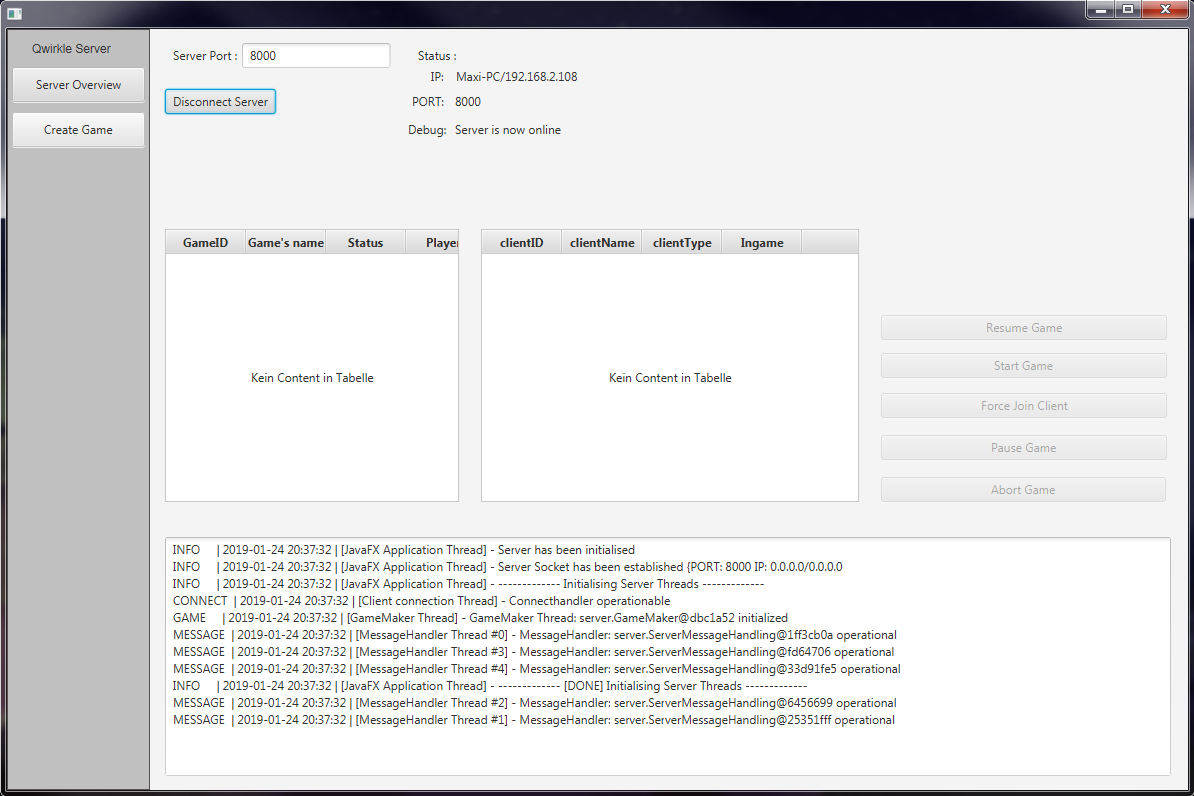 Qwirkle Server
Server Overview
Create Game
Server Port : 8000
Disconnect Server
Status :
IP: Maxi-PC/192.168.2.108
PORT: 8000
Debug: Server is now online
GameID Game's name Status Player
Kein Content in Tabelle
clientID clientName clientType Ingame
Kein Content in Tabelle
Resume Game
Start Game
Force Join Client
Pause Game
Abort Game
INFO | 2019-01-24 20:37:32 | [JavaFX Application Thread] - Server has been initialised
INFO | 2019-01-24 20:37:32 | [JavaFX Application Thread] - Server Socket has been established {PORT: 8000 IP: 0.0.0.0/0.0.0.0
INFO | 2019-01-24 20:37:32 | [JavaFX Application Thread] - ------------- Initialising Server Threads -------------
CONNECT | 2019-01-24 20:37:32 | [Client connection Thread] - Connecthandler operationable
GAME | 2019-01-24 20:37:32 | [GameMaker Thread] - GameMaker Thread: server.GameMaker@dbc1a52 initialized
MESSAGE | 2019-01-24 20:37:32 | [MessageHandler Thread #0] - MessageHandler: server.ServerMessageHandling@1ff3cb0a operational
MESSAGE | 2019-01-24 20:37:32 | [MessageHandler Thread #3] - MessageHandler: server.ServerMessageHandling@fd64706 operational
MESSAGE | 2019-01-24 20:37:32 | [MessageHandler Thread #4] - MessageHandler: server.ServerMessageHandling@33d91fe5 operational
INFO | 2019-01-24 20:37:32 | [JavaFX Application Thread] - ------------- [DONE] Initialising Server Threads -------------
MESSAGE | 2019-01-24 20:37:32 | [MessageHandler Thread #2] - MessageHandler: server.ServerMessageHandling@6456699 operational
MESSAGE | 2019-01-24 20:37:32 | [MessageHandler Thread #1] - MessageHandler: server.ServerMessageHandling@25351fff operational